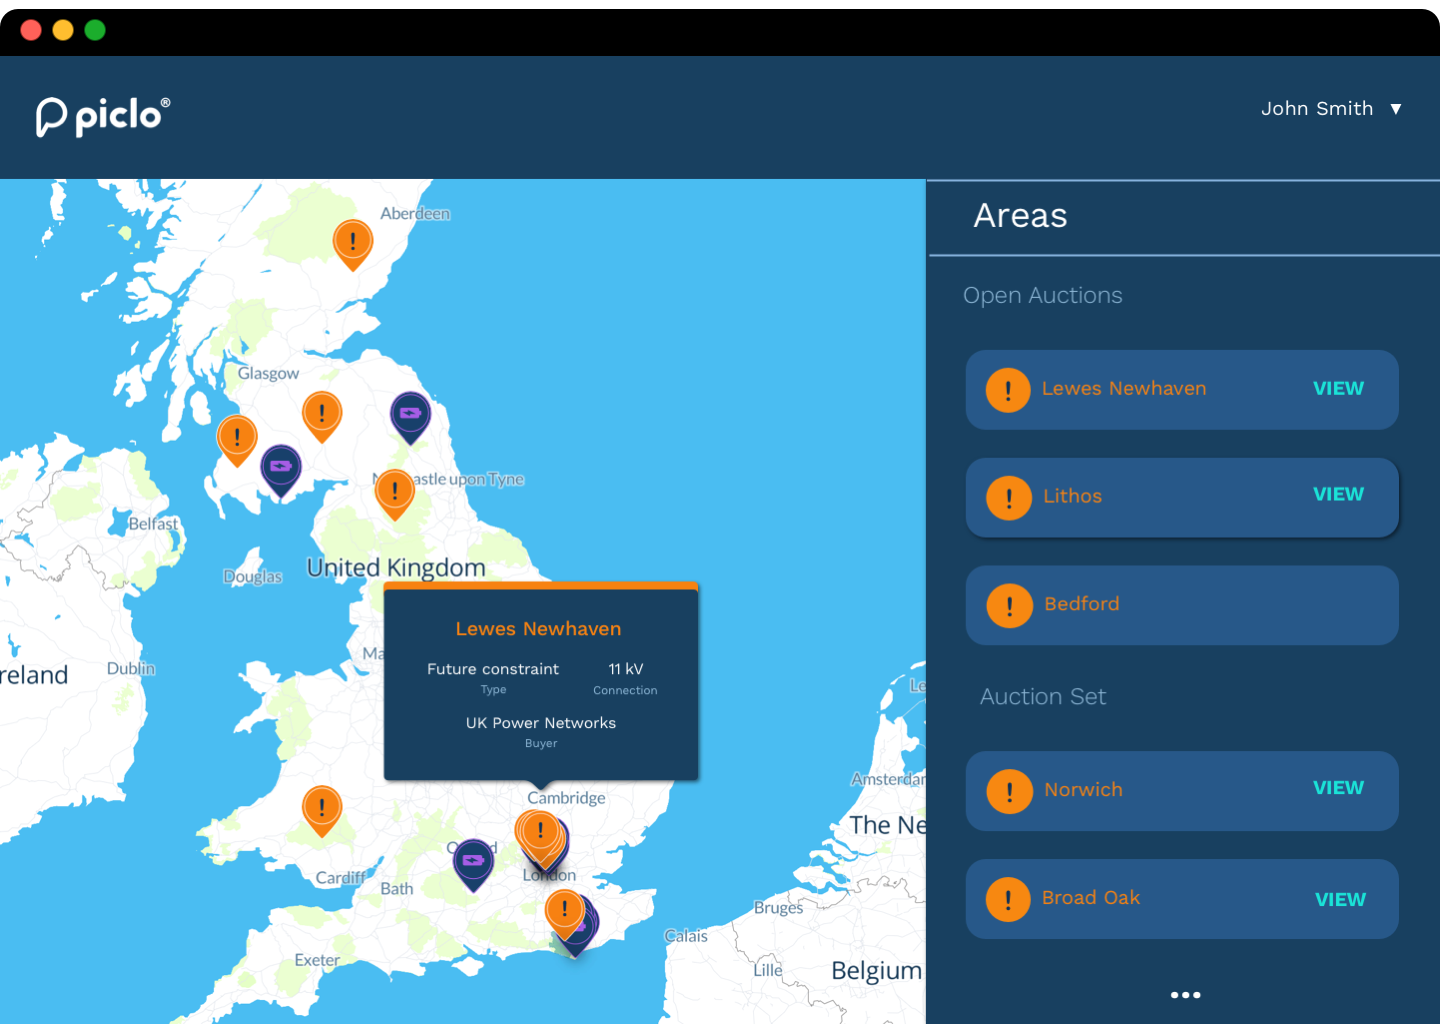 piclo®
John Smith ▼
Areas
Open Auctions
Lewes Newhaven VIEW
Lithos VIEW
Bedford
Auction Set
Norwich VIEW
Broad Oak VIEW
•••
Aberdeen
Glasgow
astle upon Tyne
Belfast
Douglas
United Kingdom
Lewes Newhaven
Future constraint 11 kV
Type Connection
UK Power Networks
Buyer
Ma
reland
Dublin
Le
Amsterdar
Cambridge
The Ne
London
Cardiff
Bath
Bruges
Calais
Exeter
Lille
Belgium